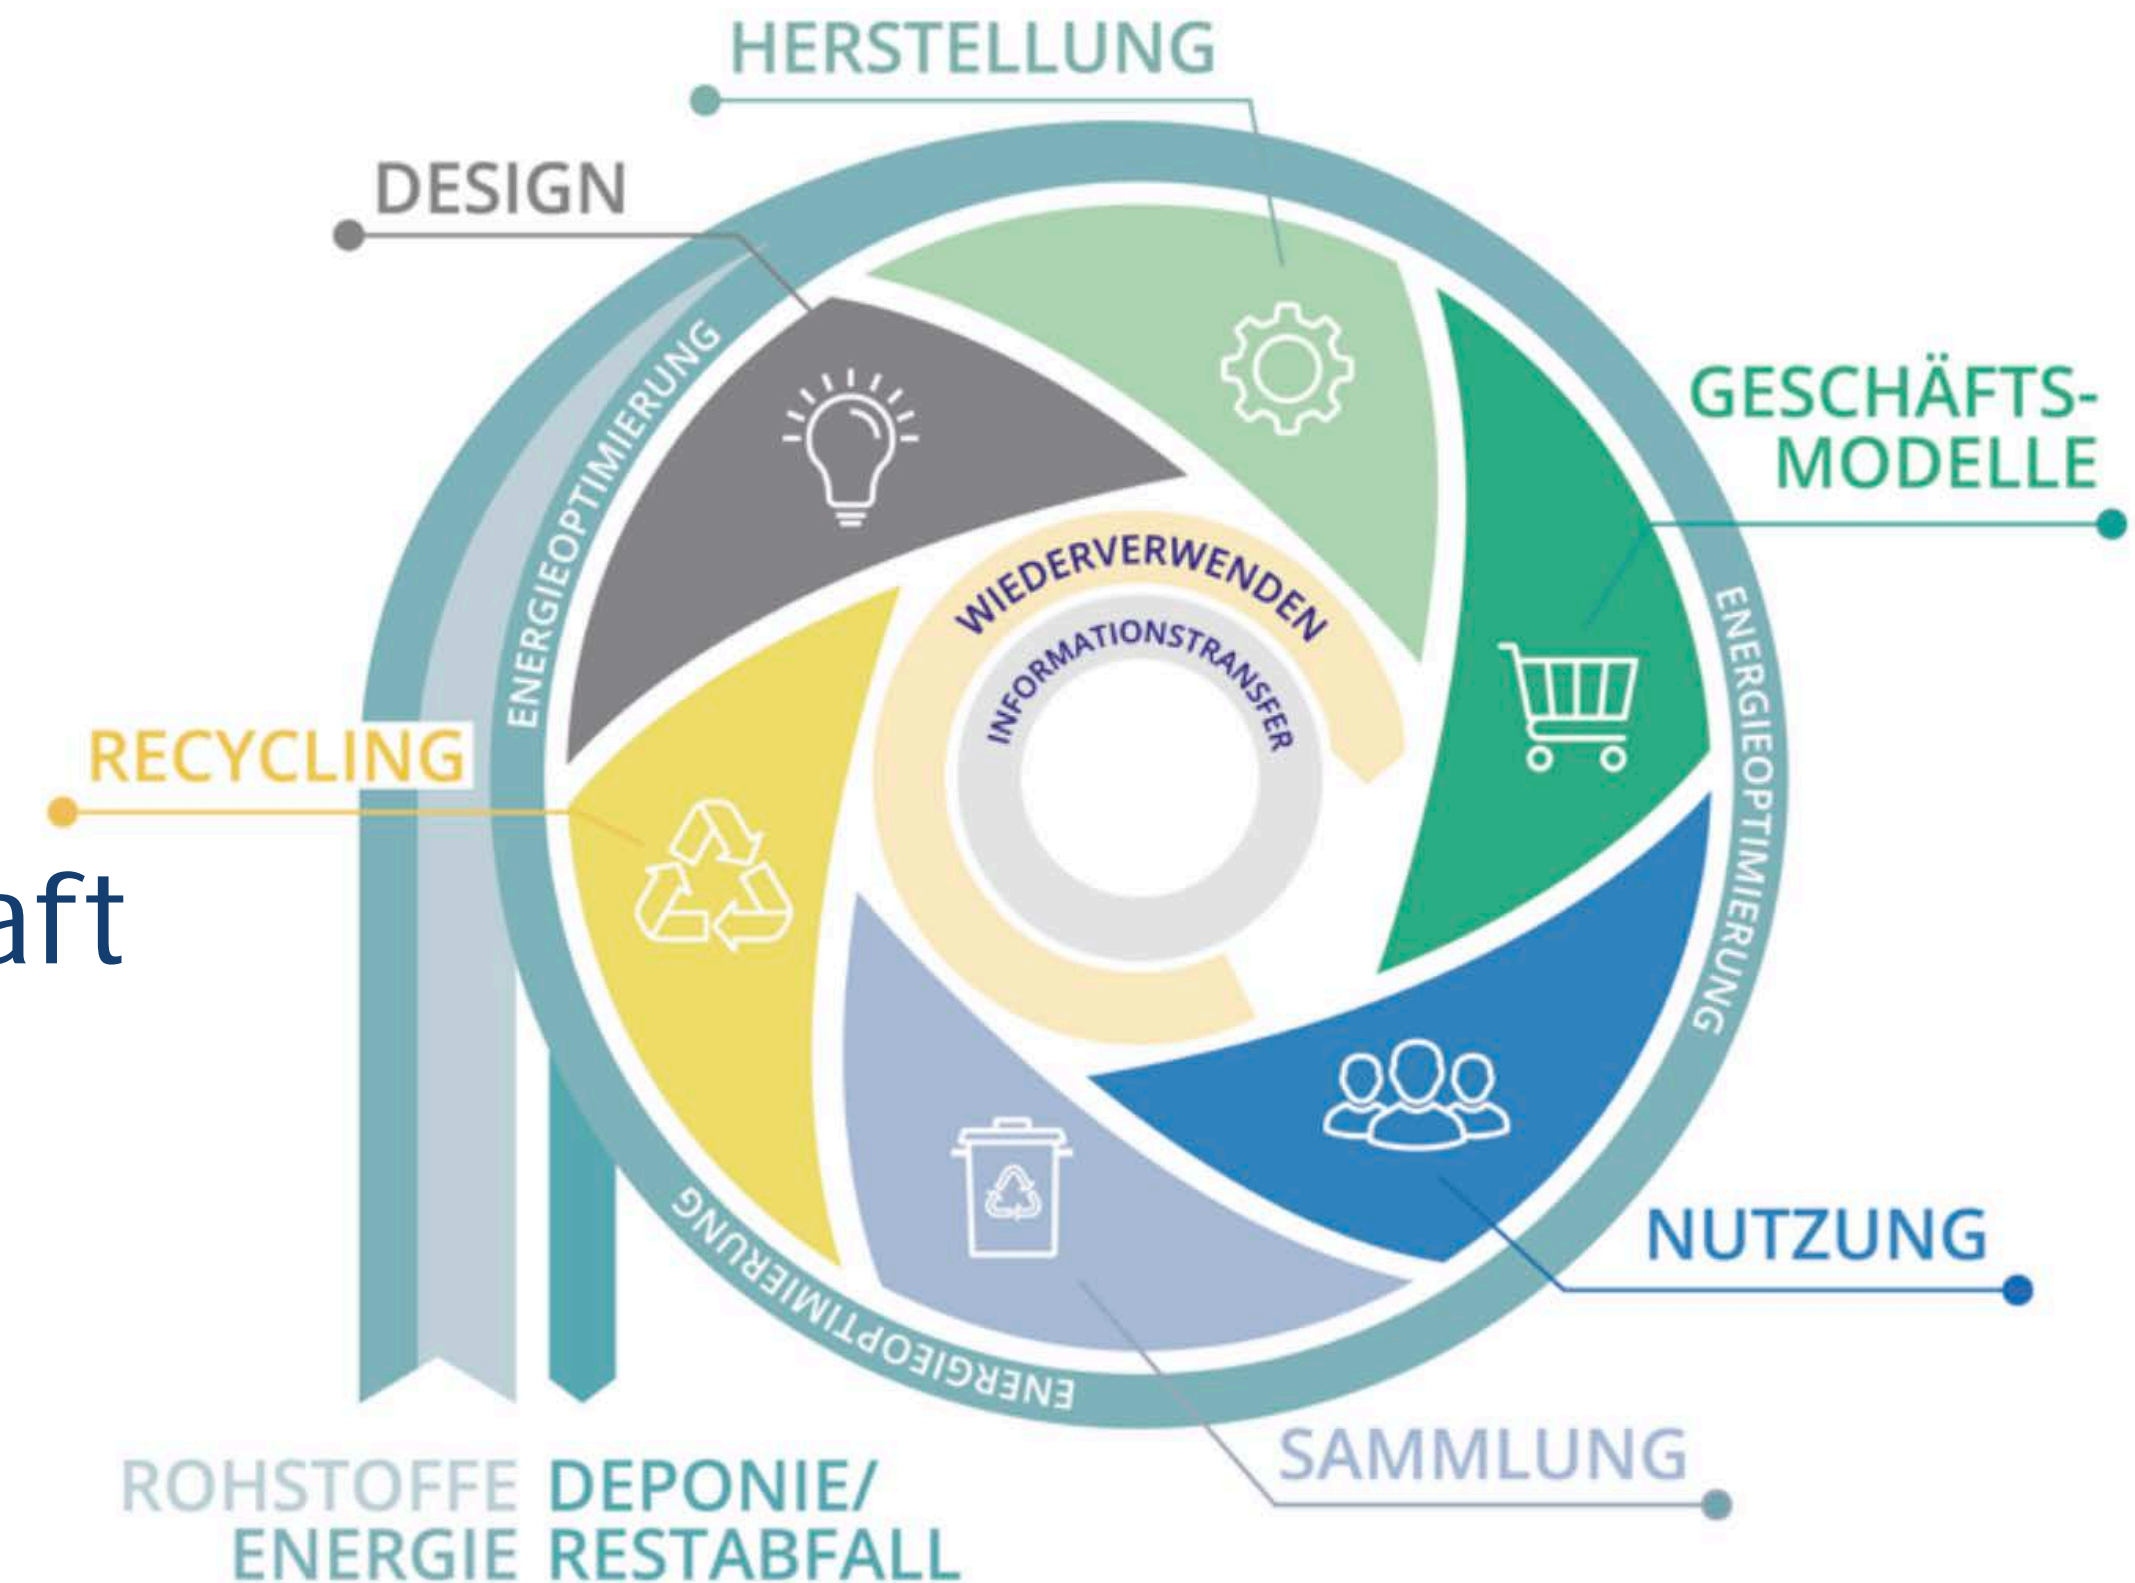 HERSTELLUNG
DESIGN
GESCHÄFTS-
MODELLE
ENERGIEOPTIMIERUNG
WIEDERVERWENDEN
INFORMATIONSTRANSFER
ENERGIEOPTIMIERUNG
RECYCLING
aft
NUTZUNG
ENERGIEOPTIMIERUNG
SAMMLUNG
ROHSTOFFE
ENERGIE
DEPONIE/
RESTABFALL